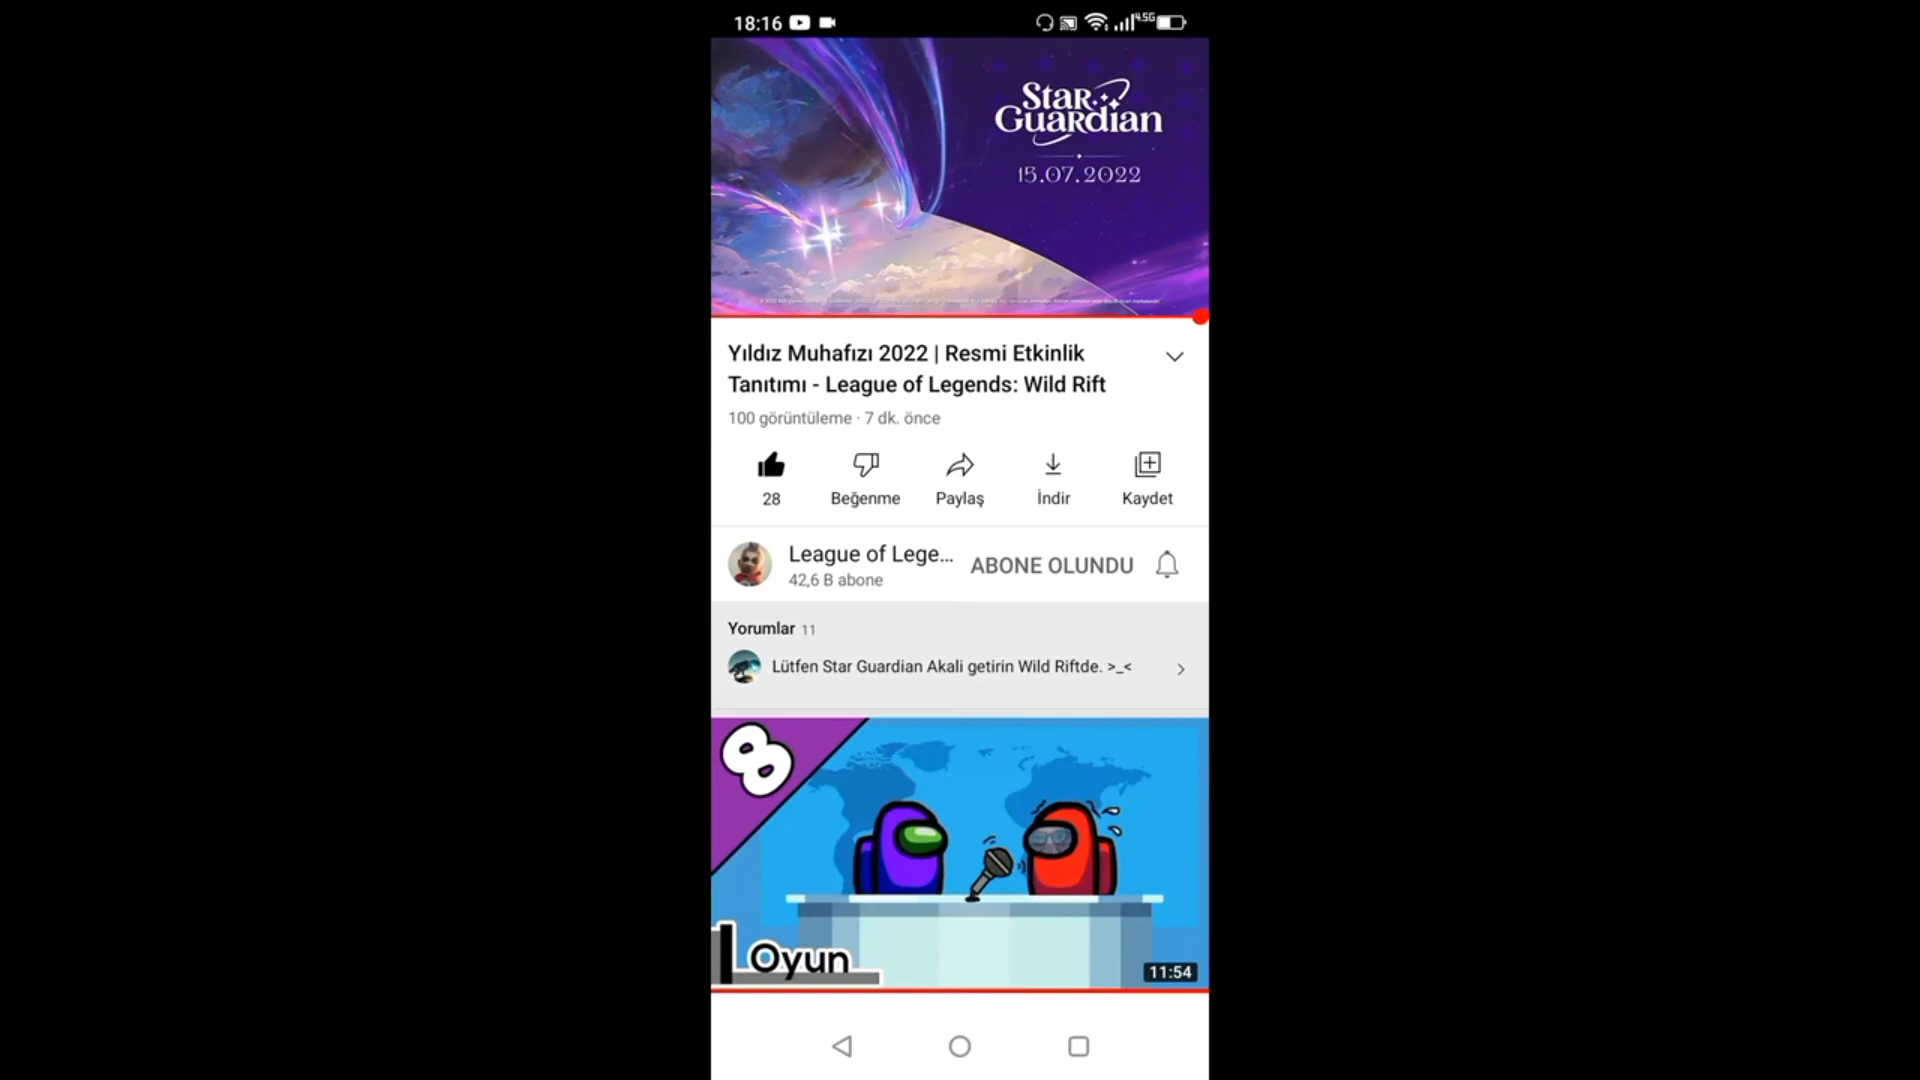 18:16
4.5G
Star
Guardian
15.07.2022
Yıldız Muhafızı 2022 | Resmi Etkinlik
Tanıtımı - League of Legends: Wild Rift
100 görüntüleme · 7 dk. önce
28
Beğenme
Paylaş
İndir
Kaydet
League of Lege...
ABONE OLUNDU
42,6 B abone
Yorumlar 11
Lütfen Star Guardian Akali getirin Wild Riftde. >_<
8
Oyun
11:54